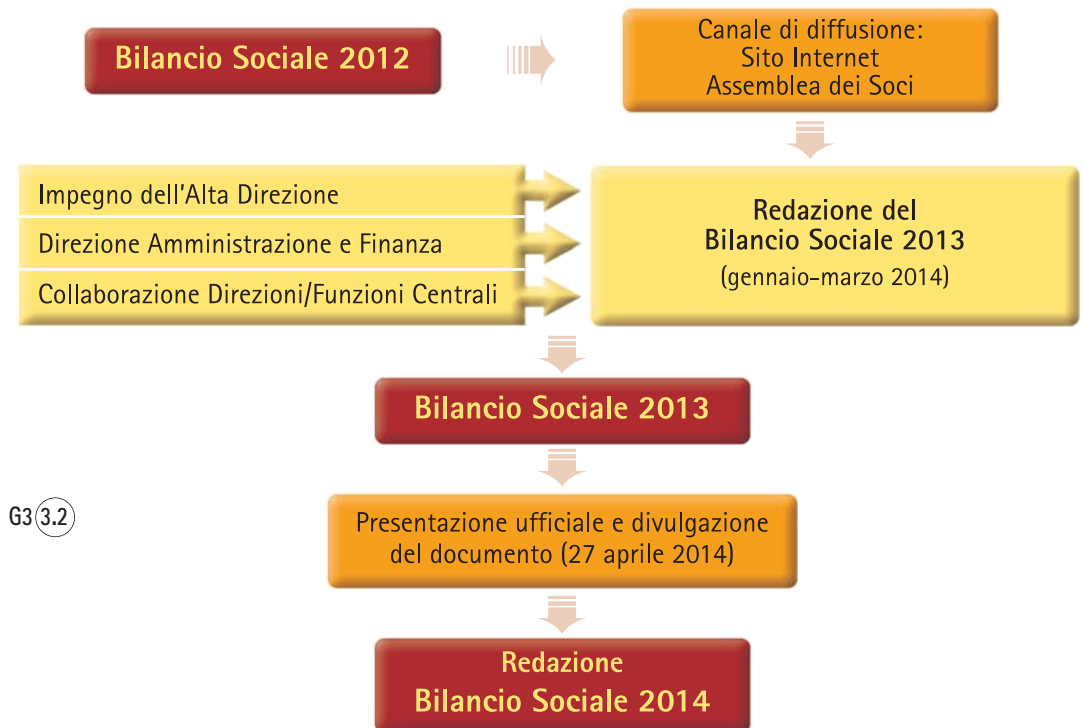 Bilancio Sociale 2012
Canale di diffusione:
Sito Internet
Assemblea dei Soci
Impegno dell'Alta Direzione
Direzione Amministrazione e Finanza
Collaborazione Direzioni/Funzioni Centrali
Redazione del
Bilancio Sociale 2013
(gennaio-marzo 2014)
Bilancio Sociale 2013
G3 3.2
Presentazione ufficiale e divulgazione
del documento (27 aprile 2014)
Redazione
Bilancio Sociale 2014